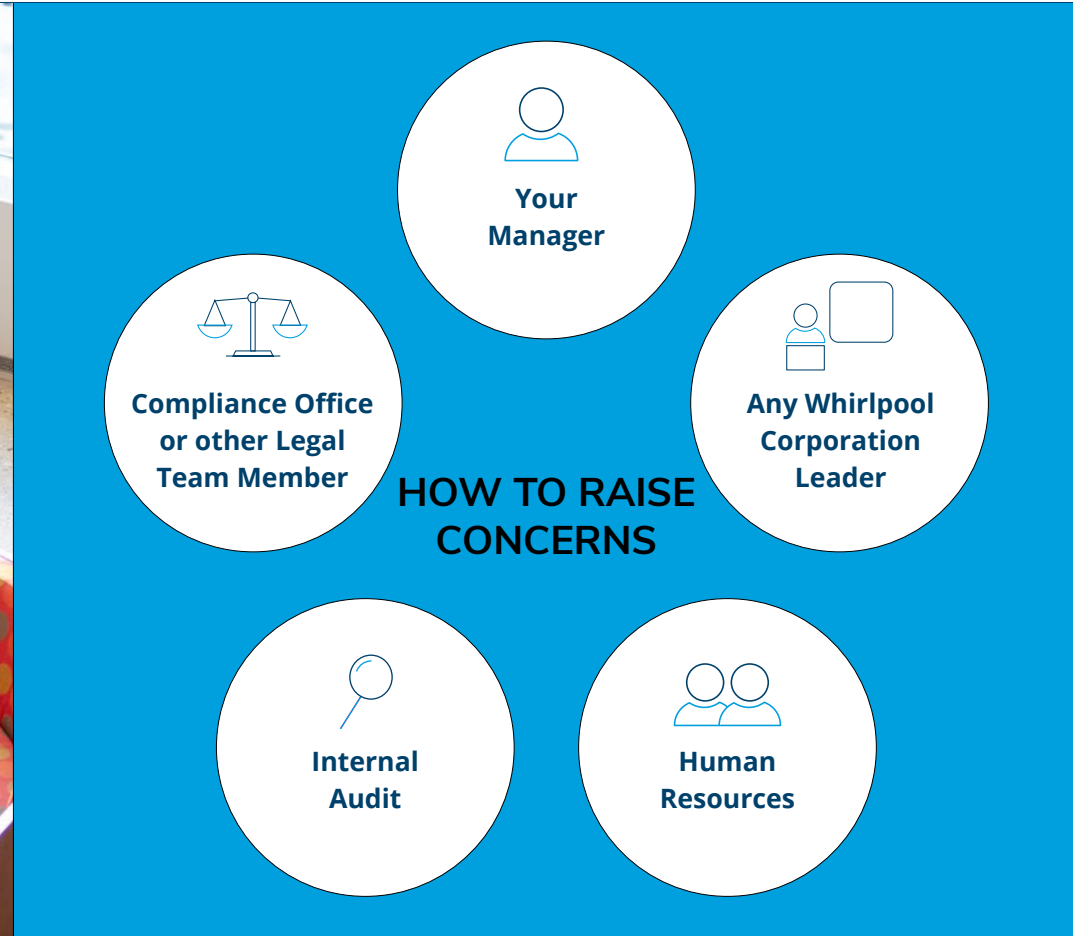 Your
Manager
Compliance Office
or other Legal
Team Member
Any Whirlpool
Corporation
Leader
HOW TO RAISE
CONCERNS
Internal
Audit
Human
Resources